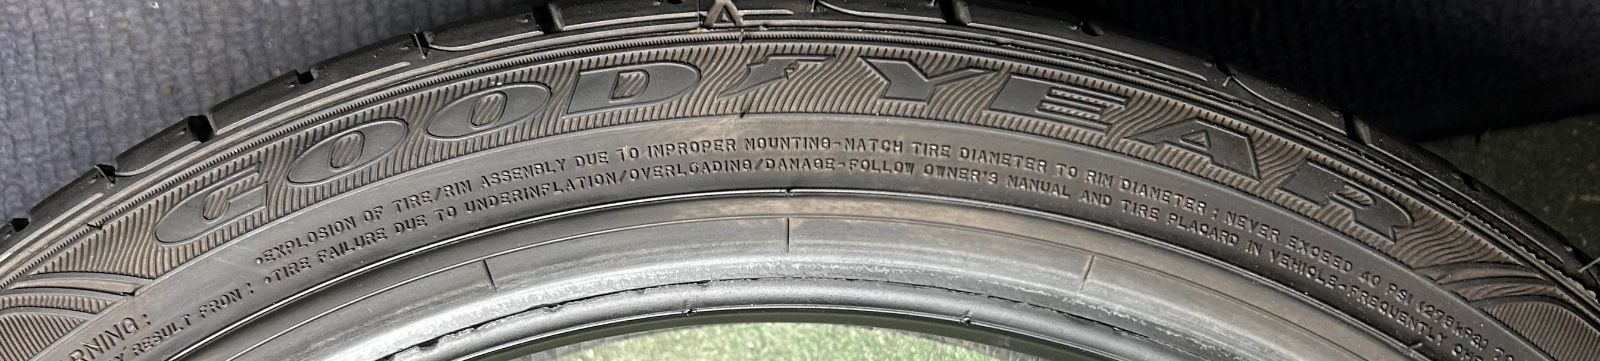 GOODYEAR
RNING:
Y RESULT FROM:
•EXPLOSION OF TIRE/RIM ASSEMBLY DUE TO IMPROPER MOUNTING-MATCH TIRE DIAMETER TO RIM DIAMETER; NEVER EXCEED 40 PSI (275kPa)
•TIRE FAILURE DUE TO UNDERINFLATION/OVERLOADING/DAMAGE-FOLLOW OWNER'S MANUAL AND TIRE PLACARD IN VEHICLE-FREQUENTLY